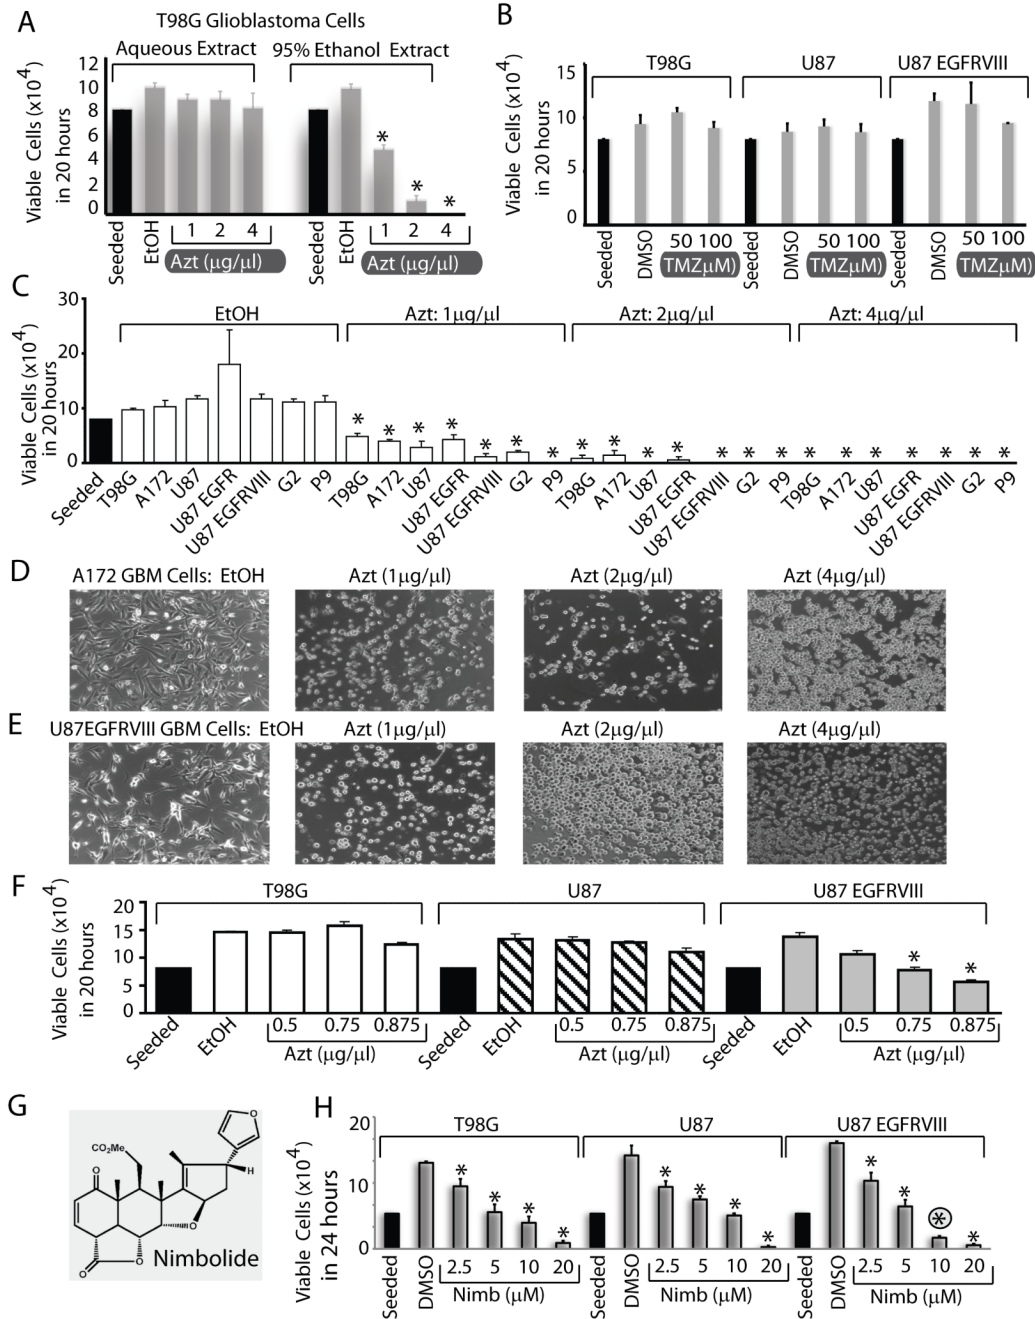 A
T98G Glioblastoma Cells
Aqueous Extract
95% Ethanol Extract
Viable Cells (x10⁴)
in 20 hours
12
10
8
6
4
2
0
Seeded
EtOH
1 2 4
Azt (µg/µl)
Seeded
EtOH
1 2 4
Azt (µg/µl)
* * *
B
T98G
U87
U87 EGFRVIII
Viable Cells (x10⁴)
in 20 hours
15
10
5
0
Seeded
DMSO
50 100
TMZµM)
Seeded
DMSO
50 100
TMZµM)
Seeded
DMSO
50 100
TMZµM)
C
EtOH
Azt: 1µg/µl
Azt: 2µg/µl
Azt: 4µg/µl
Viable Cells (x10⁴)
in 20 hours
30
20
10
0
* * * * * * * * * * * * * * * * * * * * *
Seeded
T98G
A172
U87
U87 EGFR
U87 EGFRVIII
G2
P9
T98G
A172
U87
U87 EGFR
U87 EGFRVIII
G2
P9
T98G
A172
U87
U87 EGFR
U87 EGFRVIII
G2
P9
T98G
A172
U87
U87 EGFR
U87 EGFRVIII
G2
P9
D
A172 GBM Cells: EtOH
Azt (1µg/µl)
Azt (2µg/µl)
Azt (4µg/µl)
E
U87EGFRVIII GBM Cells: EtOH
Azt (1µg/µl)
Azt (2µg/µl)
Azt (4µg/µl)
F
T98G
U87
U87 EGFRVIII
Viable Cells (x10⁴)
in 20 hours
20
15
10
5
0
* *
Seeded
EtOH
0.5 0.75 0.875
Azt (µg/µl)
Seeded
EtOH
0.5 0.75 0.875
Azt (µg/µl)
Seeded
EtOH
0.5 0.75 0.875
Azt (µg/µl)
G
O
CO₂Me
H
O
O
O
O
Nimbolide
H
T98G
U87
U87 EGFRVIII
Viable Cells (x10⁴)
in 24 hours
20
10
0
* * * * * * * * * * * *
Seeded
DMSO
2.5 5 10 20
Nimb (µM)
Seeded
DMSO
2.5 5 10 20
Nimb (µM)
Seeded
DMSO
2.5 5 10 20
Nimb (µM)